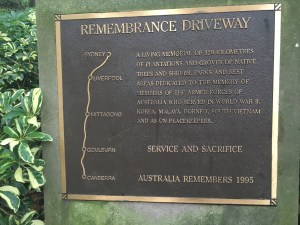 REMEMBRANCE DRIVEWAY
SYDNEY
LIVERPOOL
MITTAGONG
GOULBURN
CANBERRA
A LIVING MEMORIAL OF 320 KILOMETRES
OF PLANTATIONS AND GROVES OF NATIVE
TREES AND SHRUBS, PARKS AND REST
AREAS DEDICATED TO THE MEMORY OF
MEMBERS OF THE ARMED FORCES OF
AUSTRALIA WHO SERVED IN WORLD WAR II,
KOREA, MALAYA, BORNEO, SOUTH VIETNAM
AND AS UN PEACEKEEPERS.
SERVICE AND SACRIFICE
AUSTRALIA REMEMBERS 1995